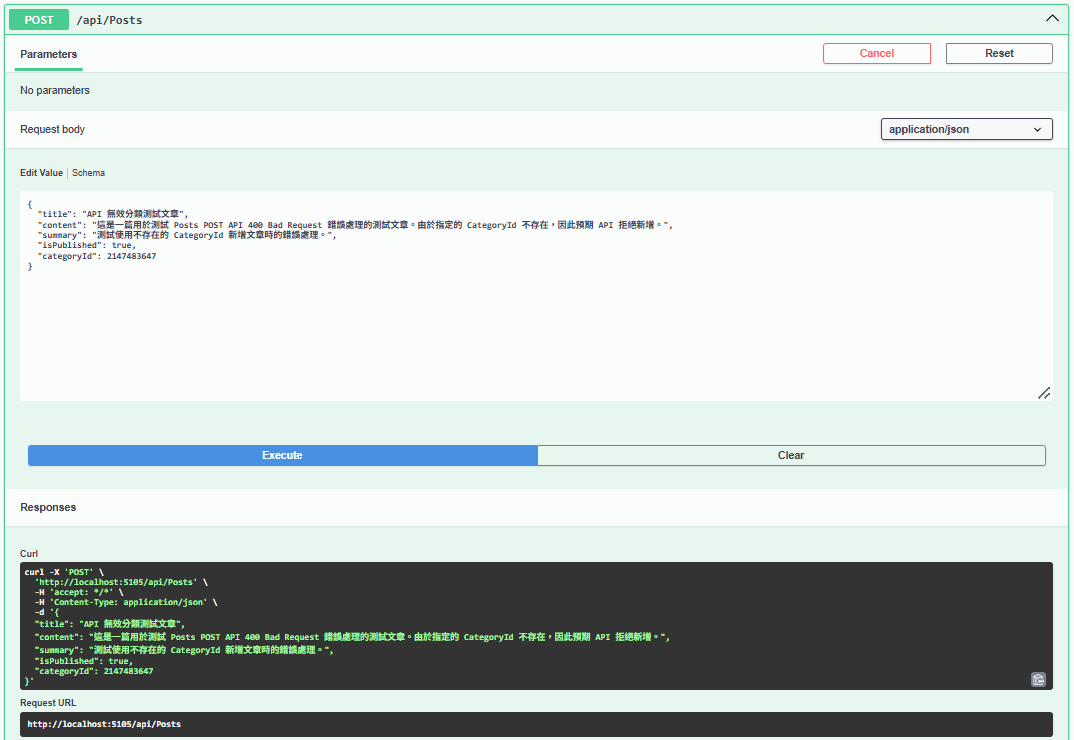 POST /api/Posts
Parameters
Cancel
Reset
No parameters
Request body
application/json
Edit Value | Schema
{
  "title": "API 無效分類測試文章",
  "content": "這是一篇用於測試 Posts POST API 400 Bad Request 錯誤處理的測試文章。由於指定的 CategoryId 不存在，因此預期 API 拒絕新增。",
  "summary": "測試使用不存在的 CategoryId 新增文章時的錯誤處理。",
  "isPublished": true,
  "categoryId": 2147483647
}
Execute
Clear
Responses
Curl
curl -X 'POST' \
  'http://localhost:5105/api/Posts' \
  -H 'accept: */*' \
  -H 'Content-Type: application/json' \
  -d '{
  "title": "API 無效分類測試文章",
  "content": "這是一篇用於測試 Posts POST API 400 Bad Request 錯誤處理的測試文章。由於指定的 CategoryId 不存在，因此預期 API 拒絕新增。",
  "summary": "測試使用不存在的 CategoryId 新增文章時的錯誤處理。",
  "isPublished": true,
  "categoryId": 2147483647
}'
Request URL
http://localhost:5105/api/Posts